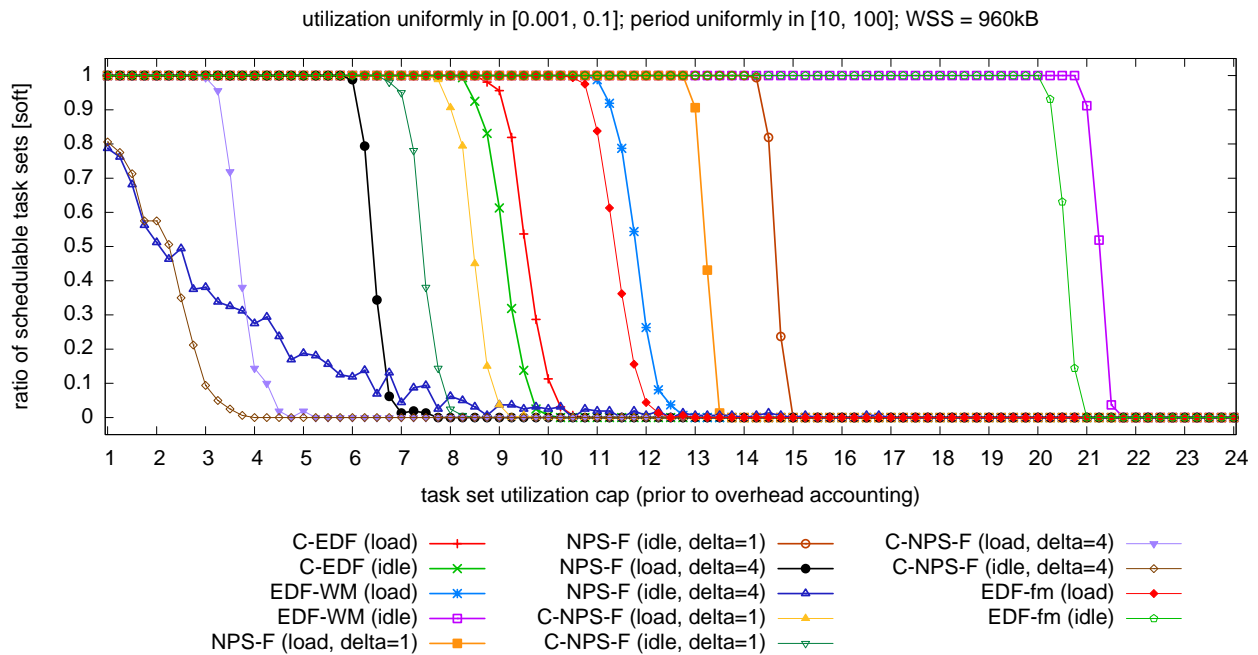 utilization uniformly in [0.001, 0.1]; period uniformly in [10, 100]; WSS = 960kB
ratio of schedulable task sets [soft]
1
0.9
0.8
0.7
0.6
0.5
0.4
0.3
0.2
0.1
0
1 2 3 4 5 6 7 8 9 10 11 12 13 14 15 16 17 18 19 20 21 22 23 24
task set utilization cap (prior to overhead accounting)
C-EDF (load)
C-EDF (idle)
EDF-WM (load)
EDF-WM (idle)
NPS-F (load, delta=1)
NPS-F (idle, delta=1)
NPS-F (load, delta=4)
NPS-F (idle, delta=4)
C-NPS-F (load, delta=1)
C-NPS-F (idle, delta=1)
C-NPS-F (load, delta=4)
C-NPS-F (idle, delta=4)
EDF-fm (load)
EDF-fm (idle)